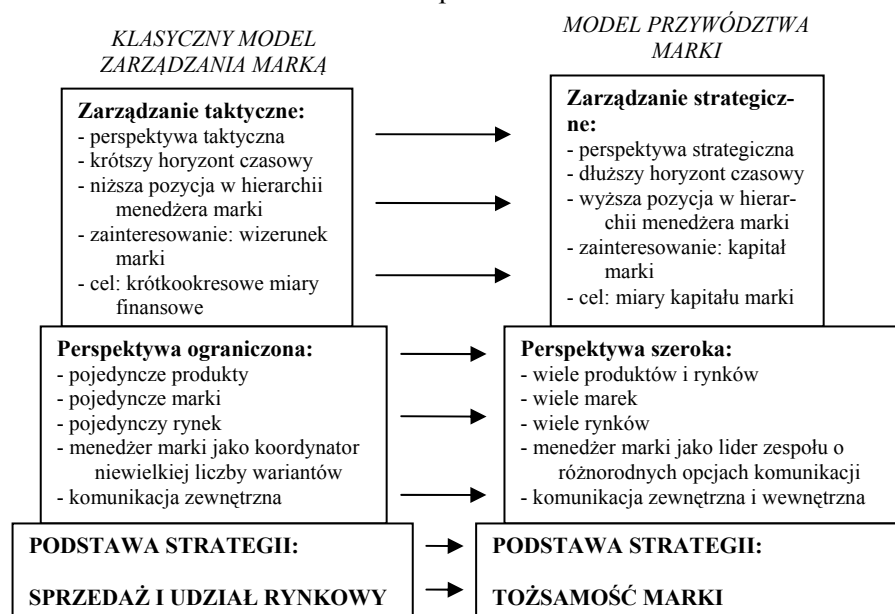 KLASYCZNY MODEL
ZARZĄDZANIA MARKĄ
Zarządzanie taktyczne:
- perspektywa taktyczna
- krótszy horyzont czasowy
- niższa pozycja w hierarchii
menedżera marki
- zainteresowanie: wizerunek
marki
- cel: krótkookresowe miary
finansowe
Perspektywa ograniczona:
- pojedyncze produkty
- pojedyncze marki
- pojedynczy rynek
- menedżer marki jako koordynator
niewielkiej liczby wariantów
- komunikacja zewnętrzna
PODSTAWA STRATEGII:
SPRZEDAŻ I UDZIAŁ RYNKOWY
MODEL PRZYWÓDZTWA
MARKI
Zarządzanie strategicz-
ne:
- perspektywa strategiczna
- dłuższy horyzont czasowy
- wyższa pozycja w hierar-
chii menedżera marki
- zainteresowanie: kapitał
marki
- cel: miary kapitału marki
Perspektywa szeroka:
- wiele produktów i rynków
- wiele marek
- wiele rynków
- menedżer marki jako lider zespołu o
różnorodnych opcjach komunikacji
- komunikacja zewnętrzna i wewnętrzna
PODSTAWA STRATEGII:
TOŻSAMOŚĆ MARKI